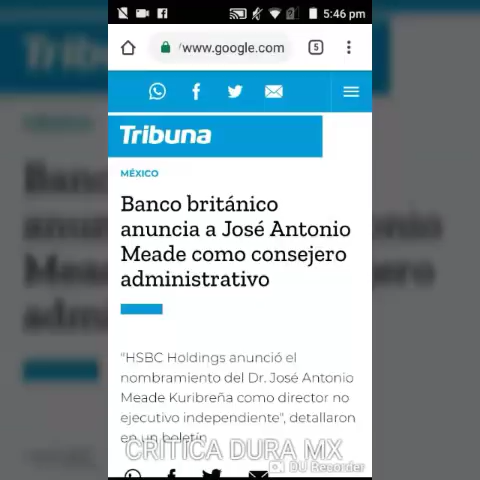 5:46 pm
/www.google.com
5
Tribuna
MÉXICO
Banco británico
anuncia a José Antonio
Meade como consejero
administrativo
"HSBC Holdings anunció el
nombramiento del Dr. José Antonio
Meade Kuribreña como director no
ejecutivo independiente", detallaron
en un boletín
CRITICA DURA MX
DU Recorder